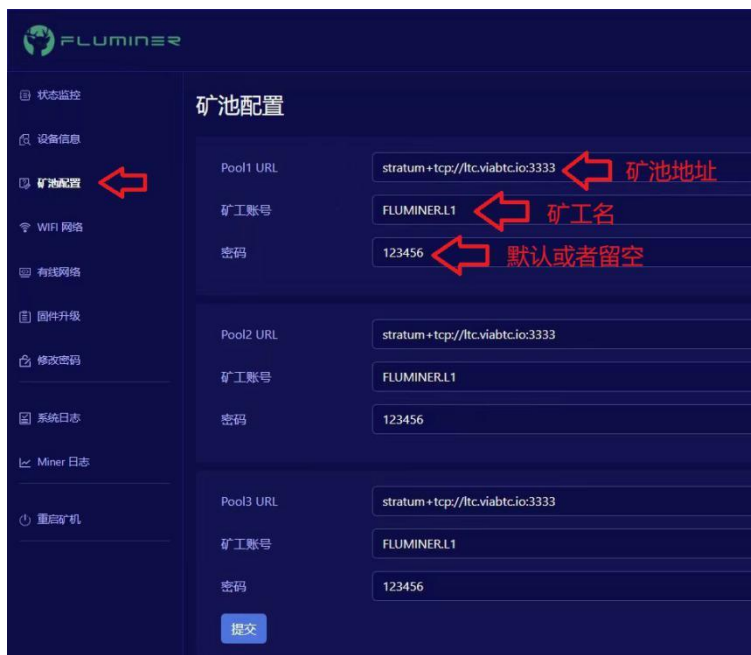 FLUMINER
状态监控
设备信息
矿池配置
WIFI 网络
有线网络
固件升级
修改密码
系统日志
Miner 日志
重启矿机
矿池配置
Pool1 URL stratum+tcp://ltc.viabtc.io:3333 矿池地址
矿工账号 FLUMINER.L1 矿工名
密码 123456 默认或者留空
Pool2 URL stratum+tcp://ltc.viabtc.io:3333
矿工账号 FLUMINER.L1
密码 123456
Pool3 URL stratum+tcp://ltc.viabtc.io:3333
矿工账号 FLUMINER.L1
密码 123456
提交